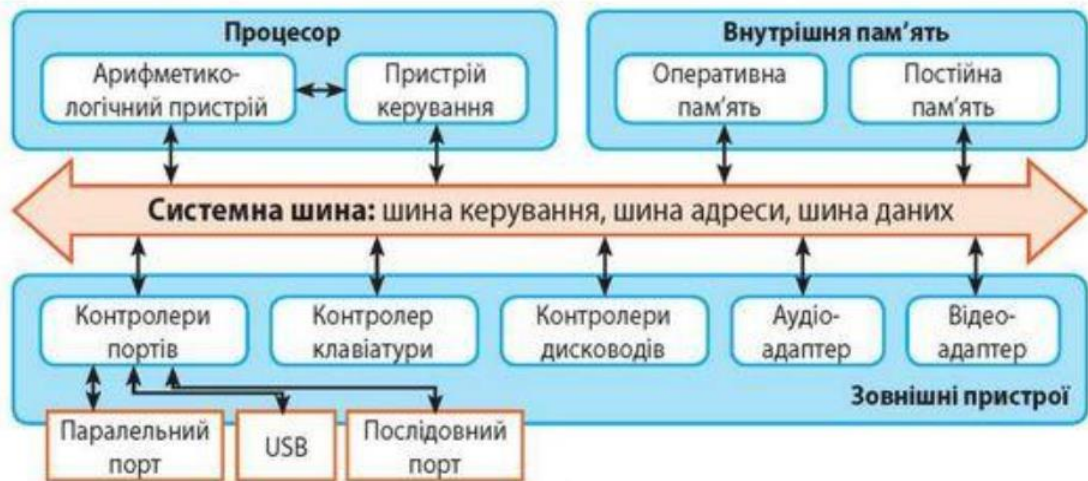 Процесор
Арифметико-
логічний пристрій
Пристрій
керування
Внутрішня пам’ять
Оперативна
пам’ять
Постійна
пам’ять
Системна шина: шина керування, шина адреси, шина даних
Контролери
портів
Контролер
клавіатури
Контролери
дисководів
Аудіо-
адаптер
Відео-
адаптер
Зовнішні пристрої
Паралельний
порт
USB
Послідовний
порт